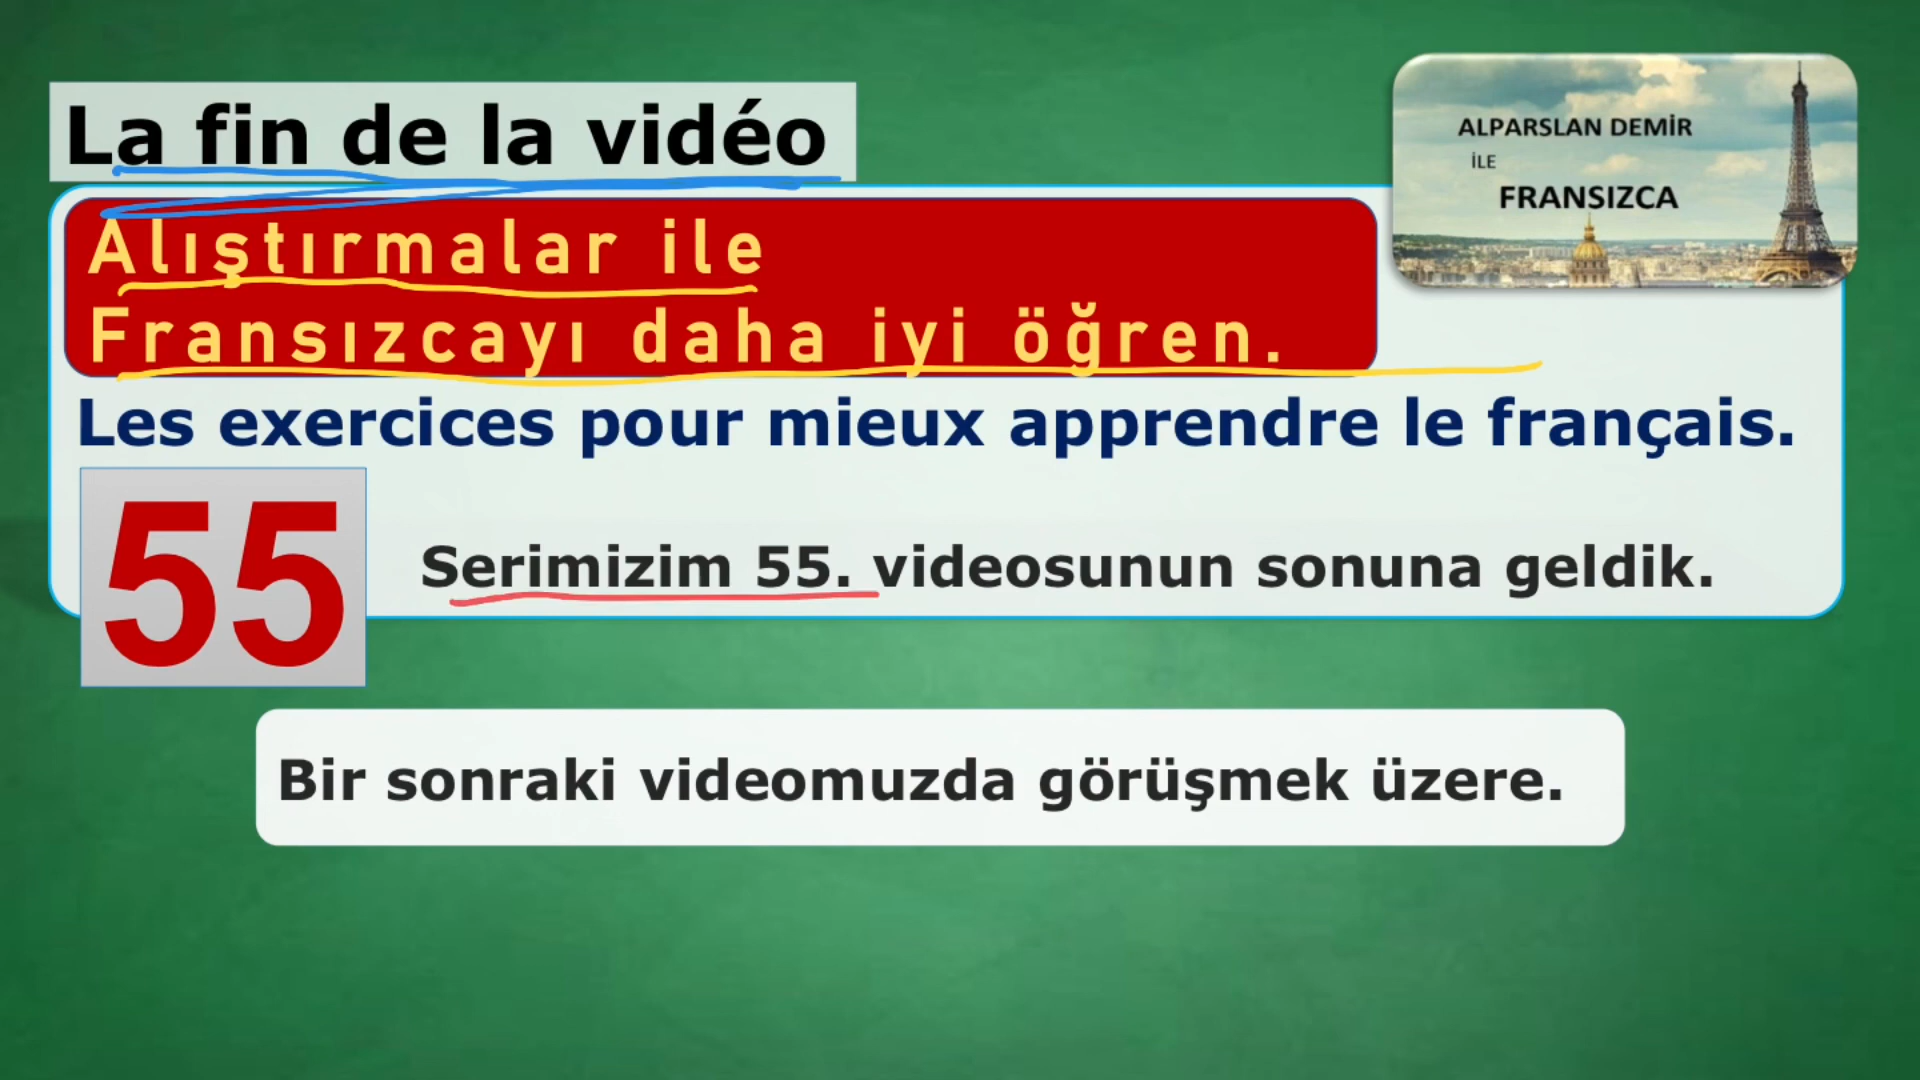 La fin de la vidéo
ALPARSLAN DEMİR
İLE
FRANSIZCA
Alıştırmalar ile
Fransızcayı daha iyi öğren.
Les exercices pour mieux apprendre le français.
55
Serimizim 55. videosunun sonuna geldik.
Bir sonraki videomuzda görüşmek üzere.